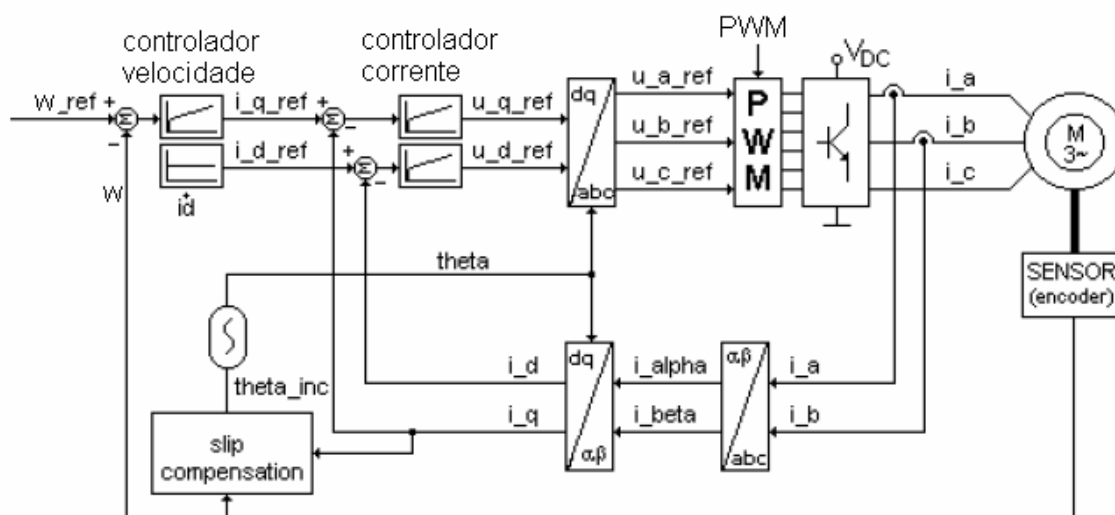 controlador
velocidade
controlador
corrente
PWM
V_DC
W_ref
+
Σ
-
i_q_ref
+
Σ
-
u_q_ref
dq
abc
u_a_ref
P
W
M
i_a
W
i_d_ref
+
Σ
-
u_d_ref
u_b_ref
i_b
M
3~
+
id
u_c_ref
i_c
theta
SENSOR
(encoder)
theta_inc
i_d
dq
αβ
i_alpha
αβ
abc
i_a
i_q
i_beta
i_b
slip
compensation